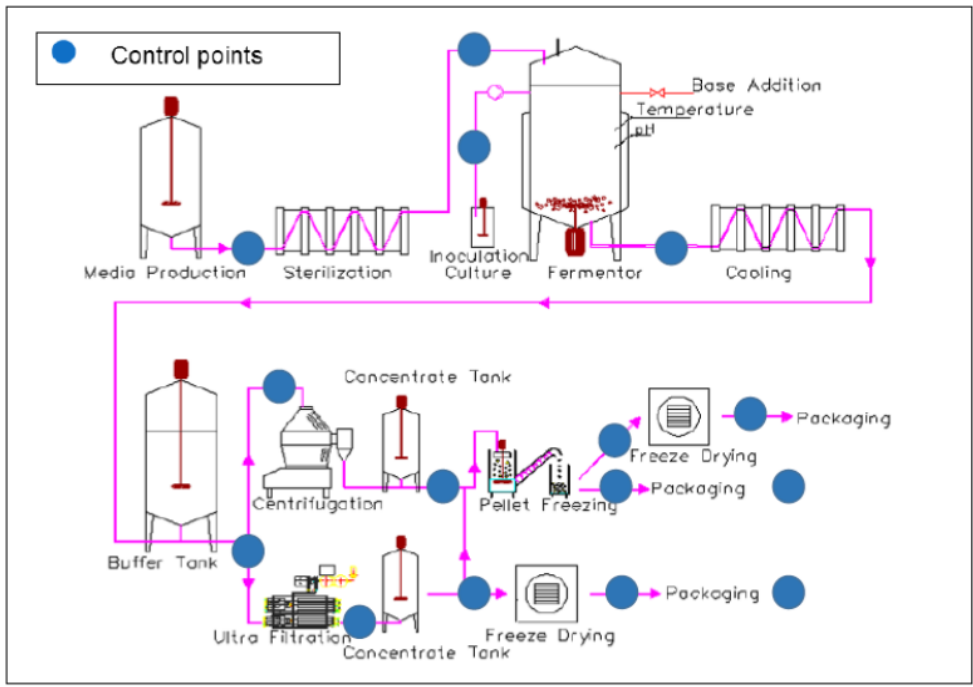 Control points
Base Addition
Temperature
pH
Media Production
Sterilization
Inoculation
Culture
Fermentor
Cooling
Concentrate Tank
Packaging
Freeze Drying
Centrifugation
Pellet Freezing
Packaging
Buffer Tank
Packaging
Ultra Filtration
Freeze Drying
Concentrate Tank